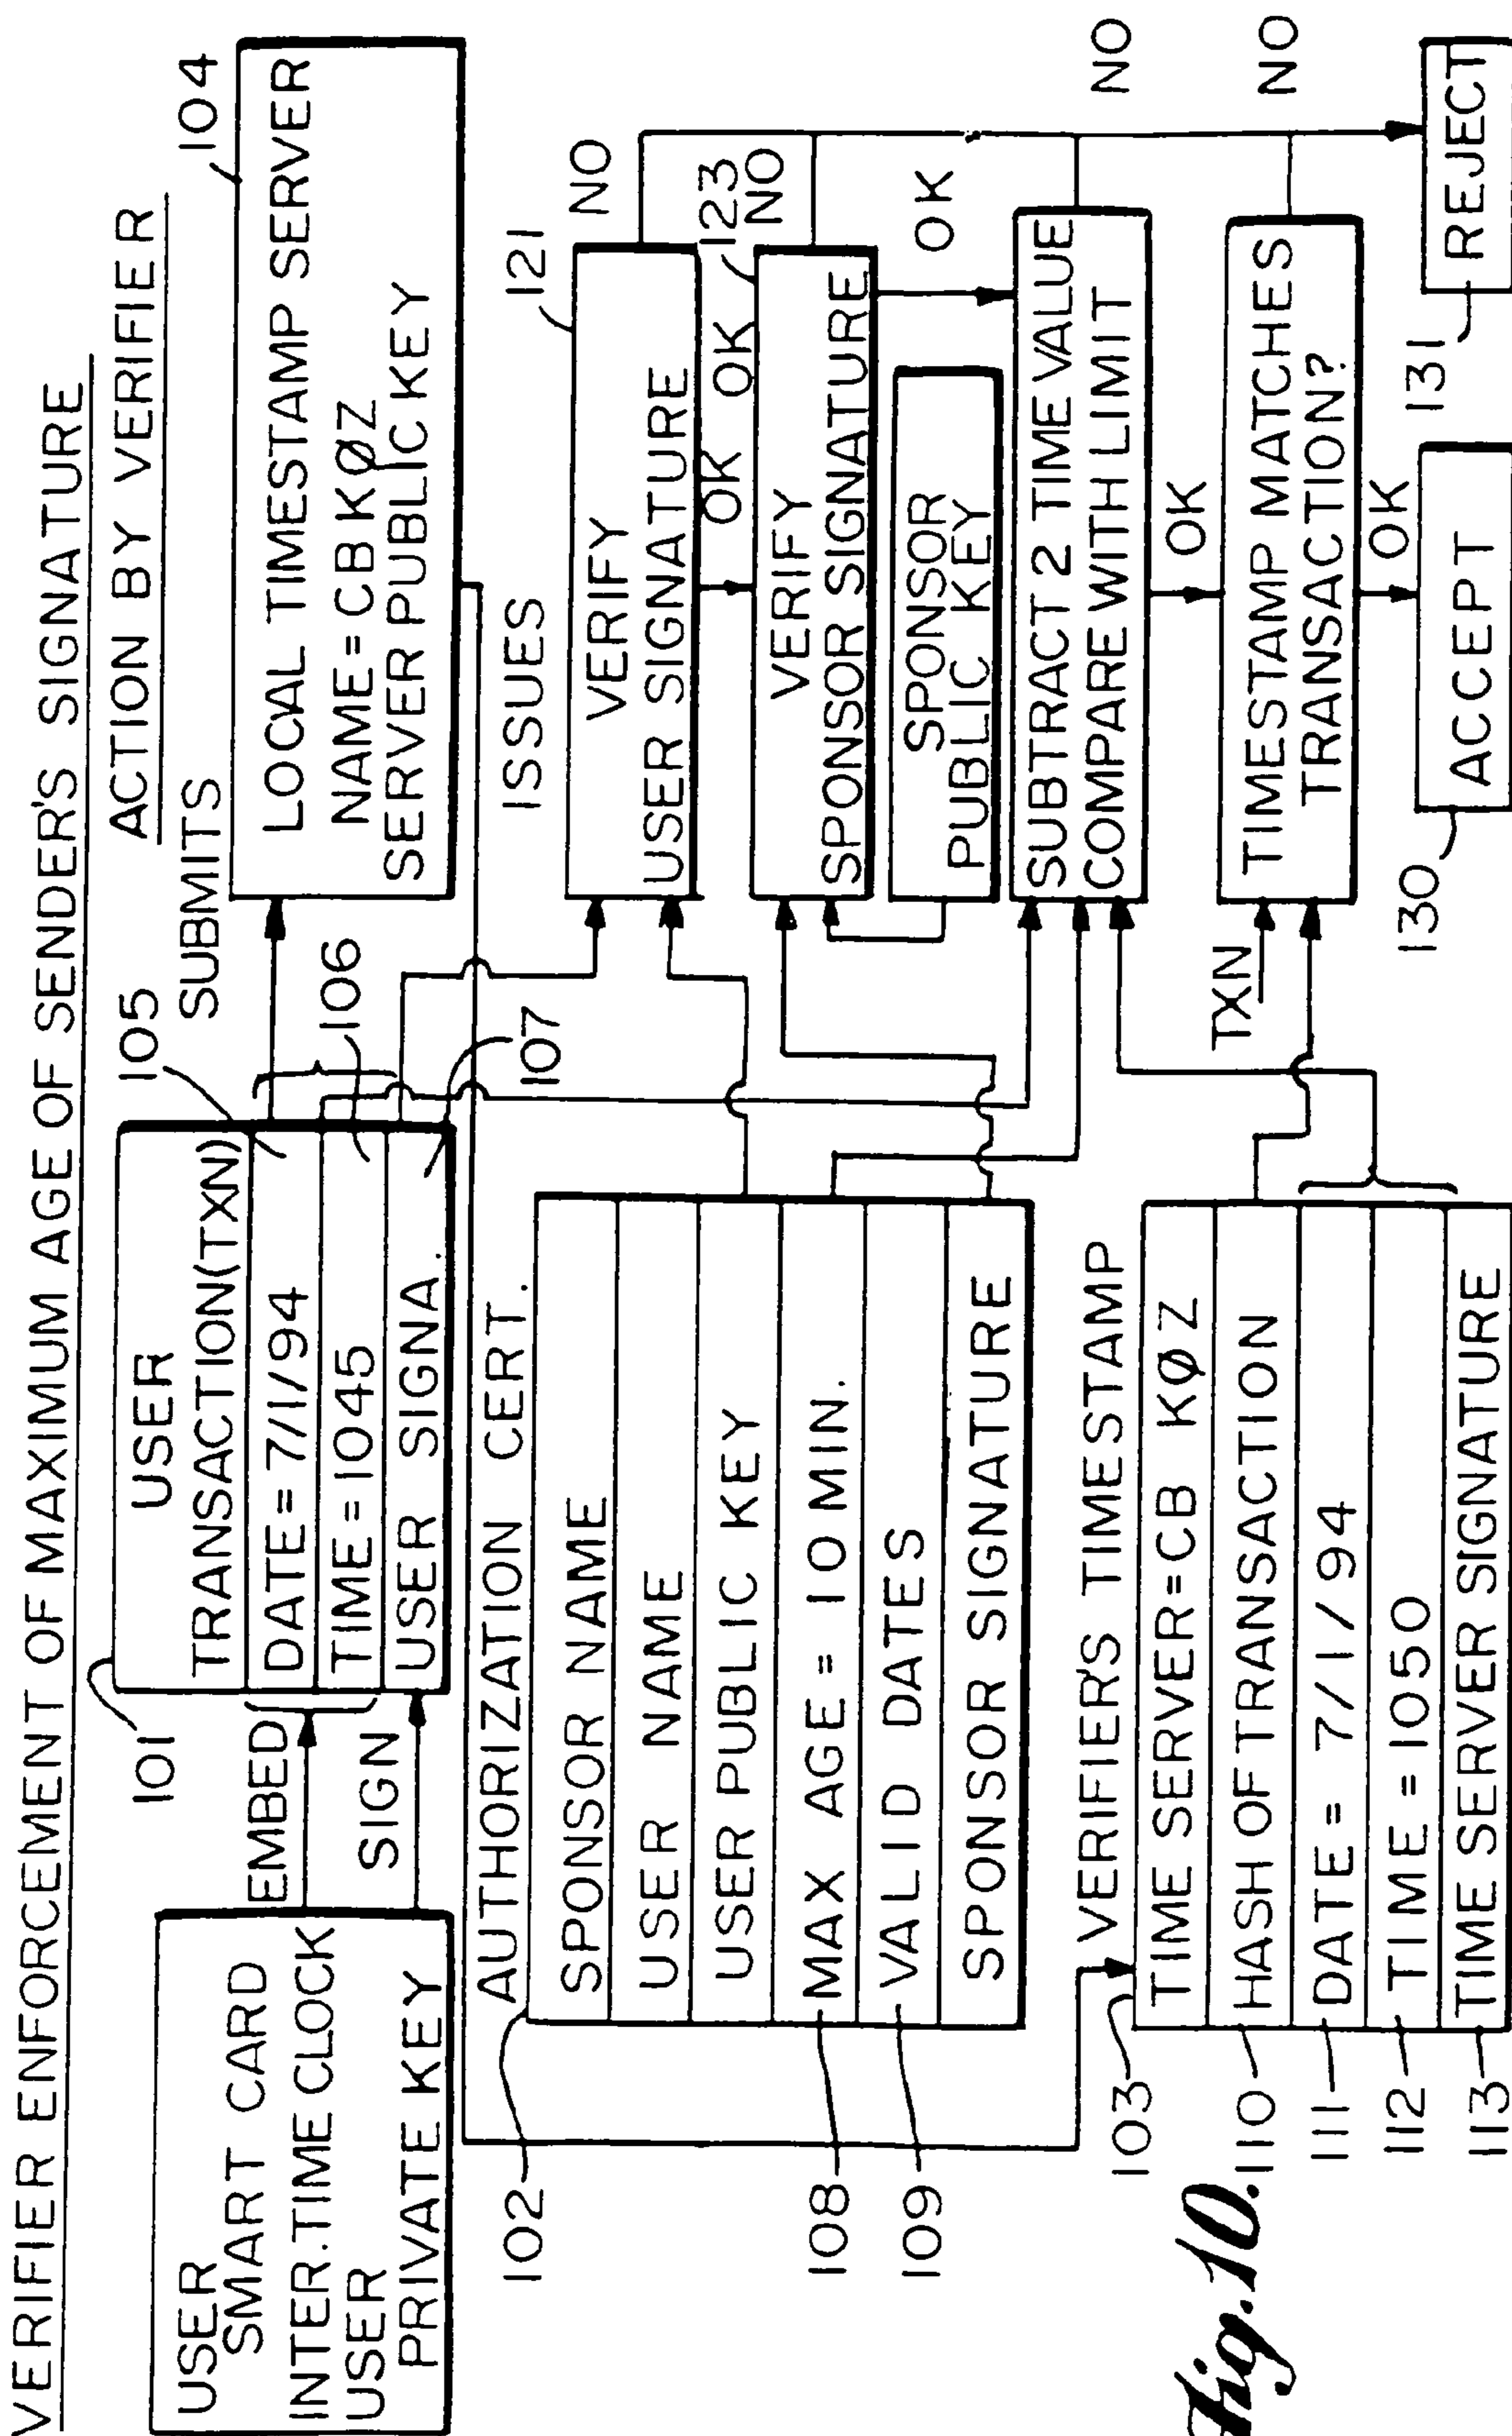 VERIFIER ENFORCEMENT OF MAXIMUM AGE OF SENDER'S SIGNATURE
ACTION BY VERIFIER
USER
SMART CARD
INTER.TIME CLOCK
USER
PRIVATE KEY
EMBED
SIGN
101
USER
TRANSACTION(TXN)
DATE=7/1/94
TIME=1045
USER SIGNA.
105
106
107
SUBMITS
104
LOCAL TIMESTAMP SERVER
NAME=CB KØZ
SERVER PUBLIC KEY
ISSUES
102
AUTHORIZATION CERT.
SPONSOR NAME
USER NAME
USER PUBLIC KEY
MAX AGE = 10 MIN.
VALID DATES
SPONSOR SIGNATURE
108
109
121
VERIFY
USER SIGNATURE
NO
OK OK
123
VERIFY
SPONSOR SIGNATURE
NO
OK
SPONSOR
PUBLIC KEY
SUBTRACT 2 TIME VALUE
COMPARE WITH LIMIT
NO
OK
103
VERIFIER'S TIMESTAMP
TIME SERVER=CB KØZ
HASH OF TRANSACTION
DATE = 7/1/94
TIME = 1050
TIME SERVER SIGNATURE
110
111
112
113
TXN
TIMESTAMP MATCHES
TRANSACTION?
NO
OK
130
ACCEPT
131
REJECT
Fig.10.